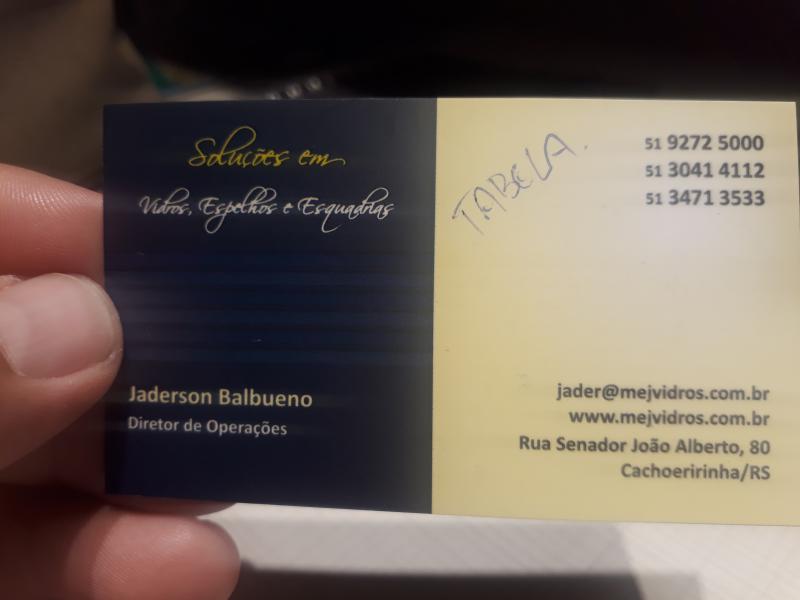 Soluções em
Vidros, Espelhos e Esquadrias
Jaderson Balbueno
Diretor de Operações
TABELA.
51 9272 5000
51 3041 4112
51 3471 3533
jader@mejvidros.com.br
www.mejvidros.com.br
Rua Senador João Alberto, 80
Cachoeririnha/RS